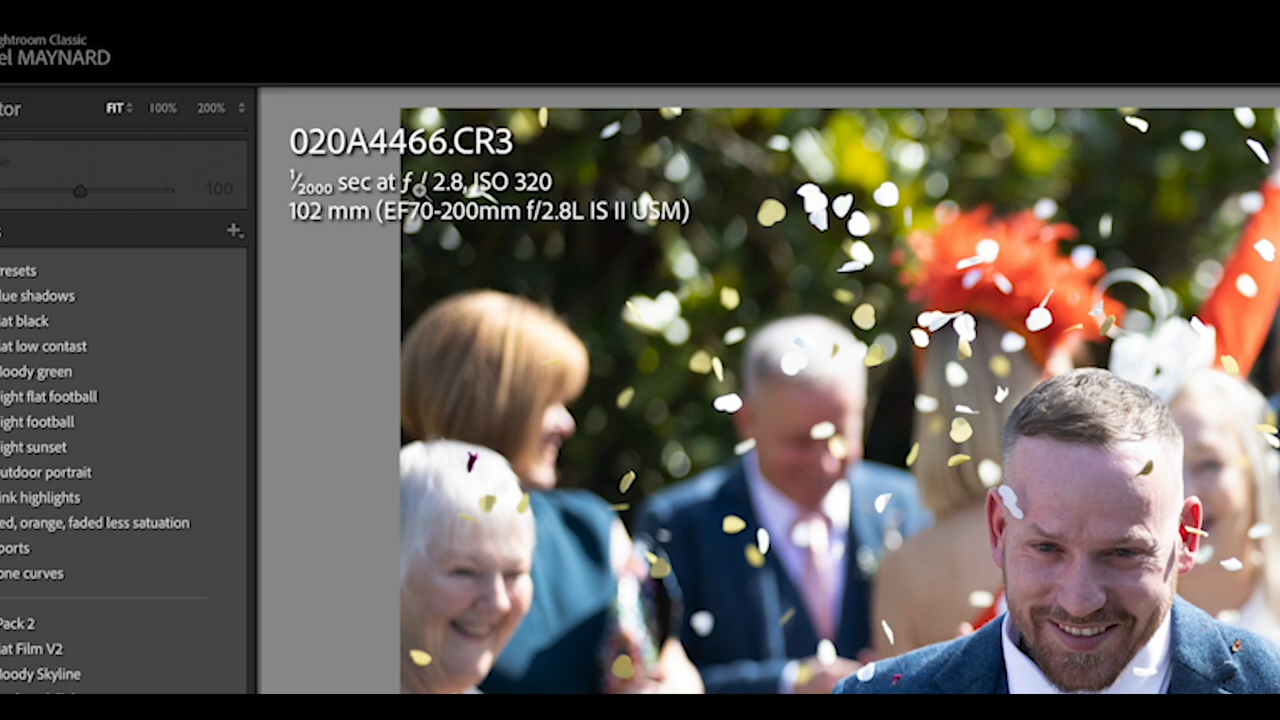 ghtroom Classic
el MAYNARD
tor
FIT 100% 200%
100
020A4466.CR3
1/2000 sec at ƒ / 2.8, ISO 320
102 mm (EF70-200mm f/2.8L IS II USM)
resets
lue shadows
lat black
lat low contast
loody green
ight flat football
ight football
ight sunset
utdoor portrait
ink highlights
ed, orange, faded less satuation
ports
one curves
Pack 2
lat Film V2
Moody Skyline